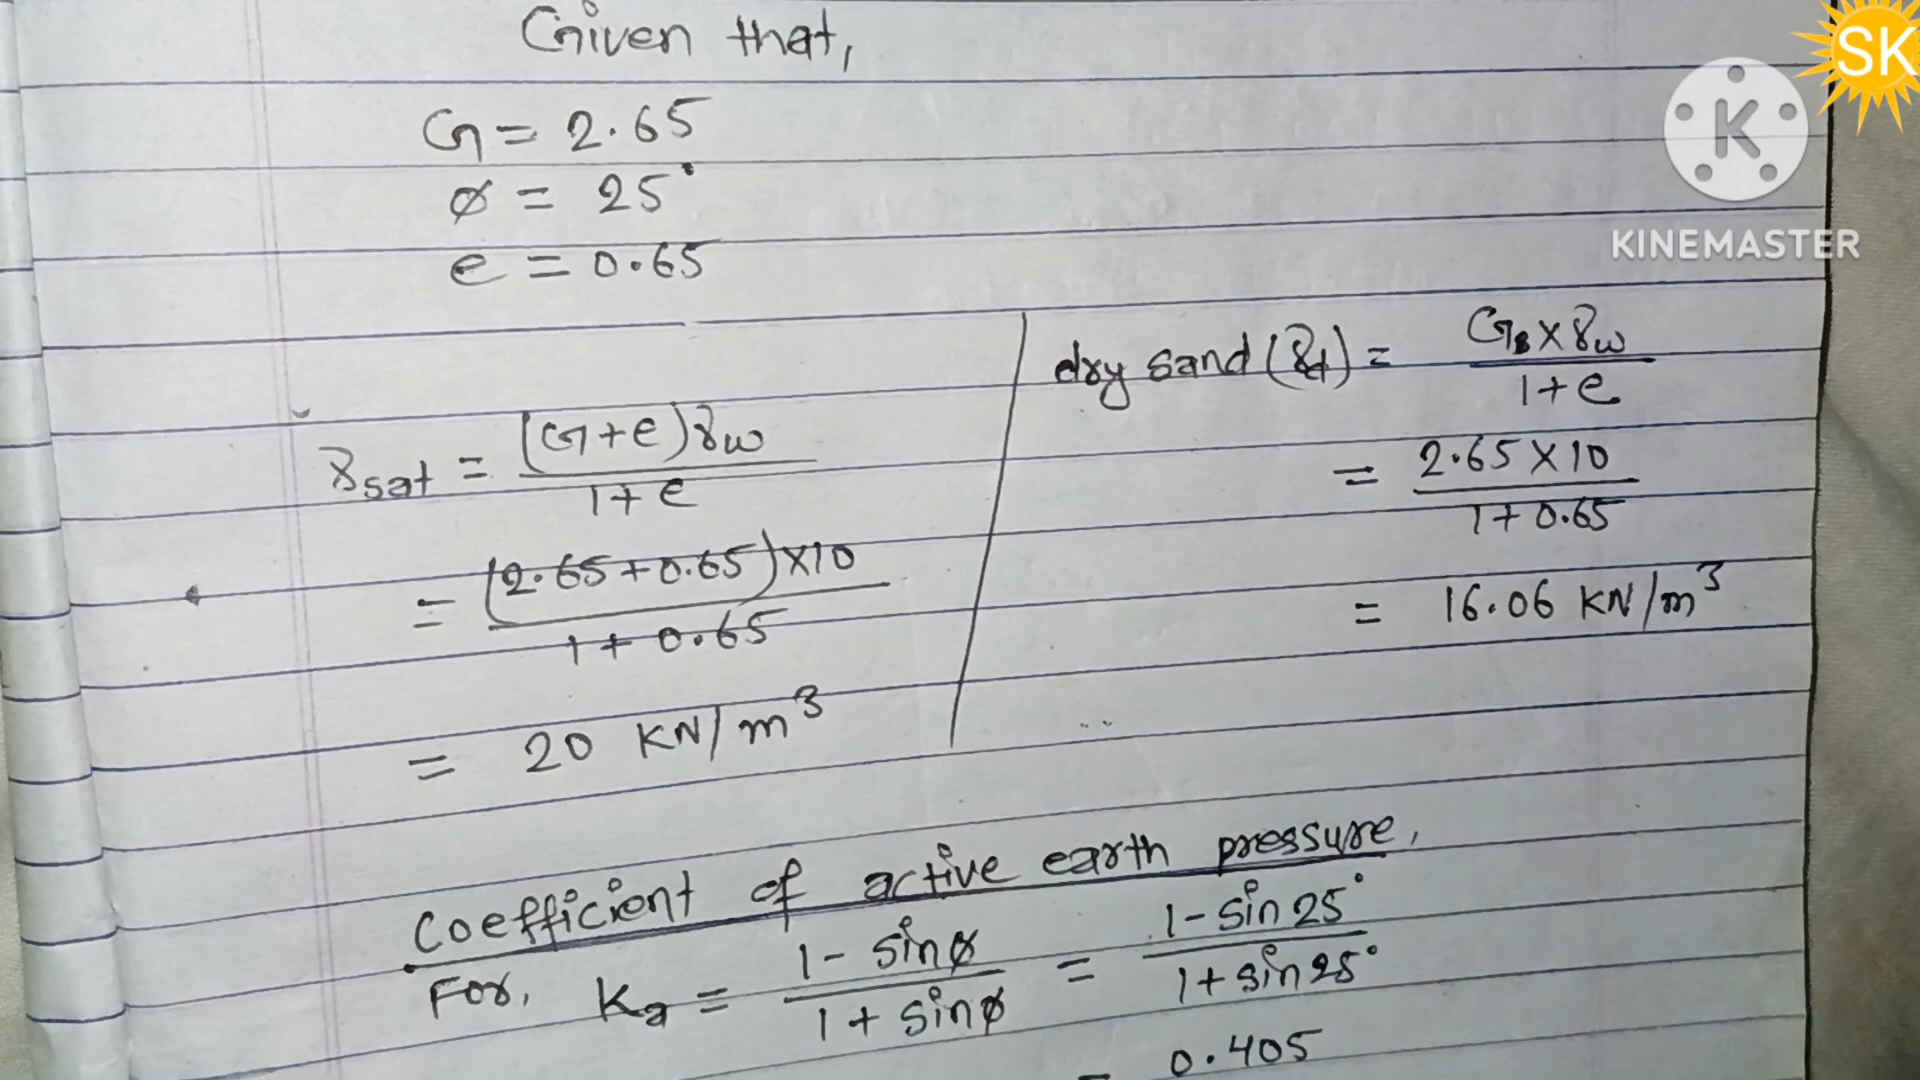 Given that,
SK
KINEMASTER
G = 2.65
ø = 25°
e = 0.65
γsat = (G+e)γw / 1+e
= (2.65+0.65)×10 / 1+0.65
= 20 KN/m³
dry sand (γd) = Gs×γw / 1+e
= 2.65×10 / 1+0.65
= 16.06 KN/m³
Coefficient of active earth pressure,
For, Ka = 1-sinø / 1+sinø = 1-sin25° / 1+sin25°
= 0.405